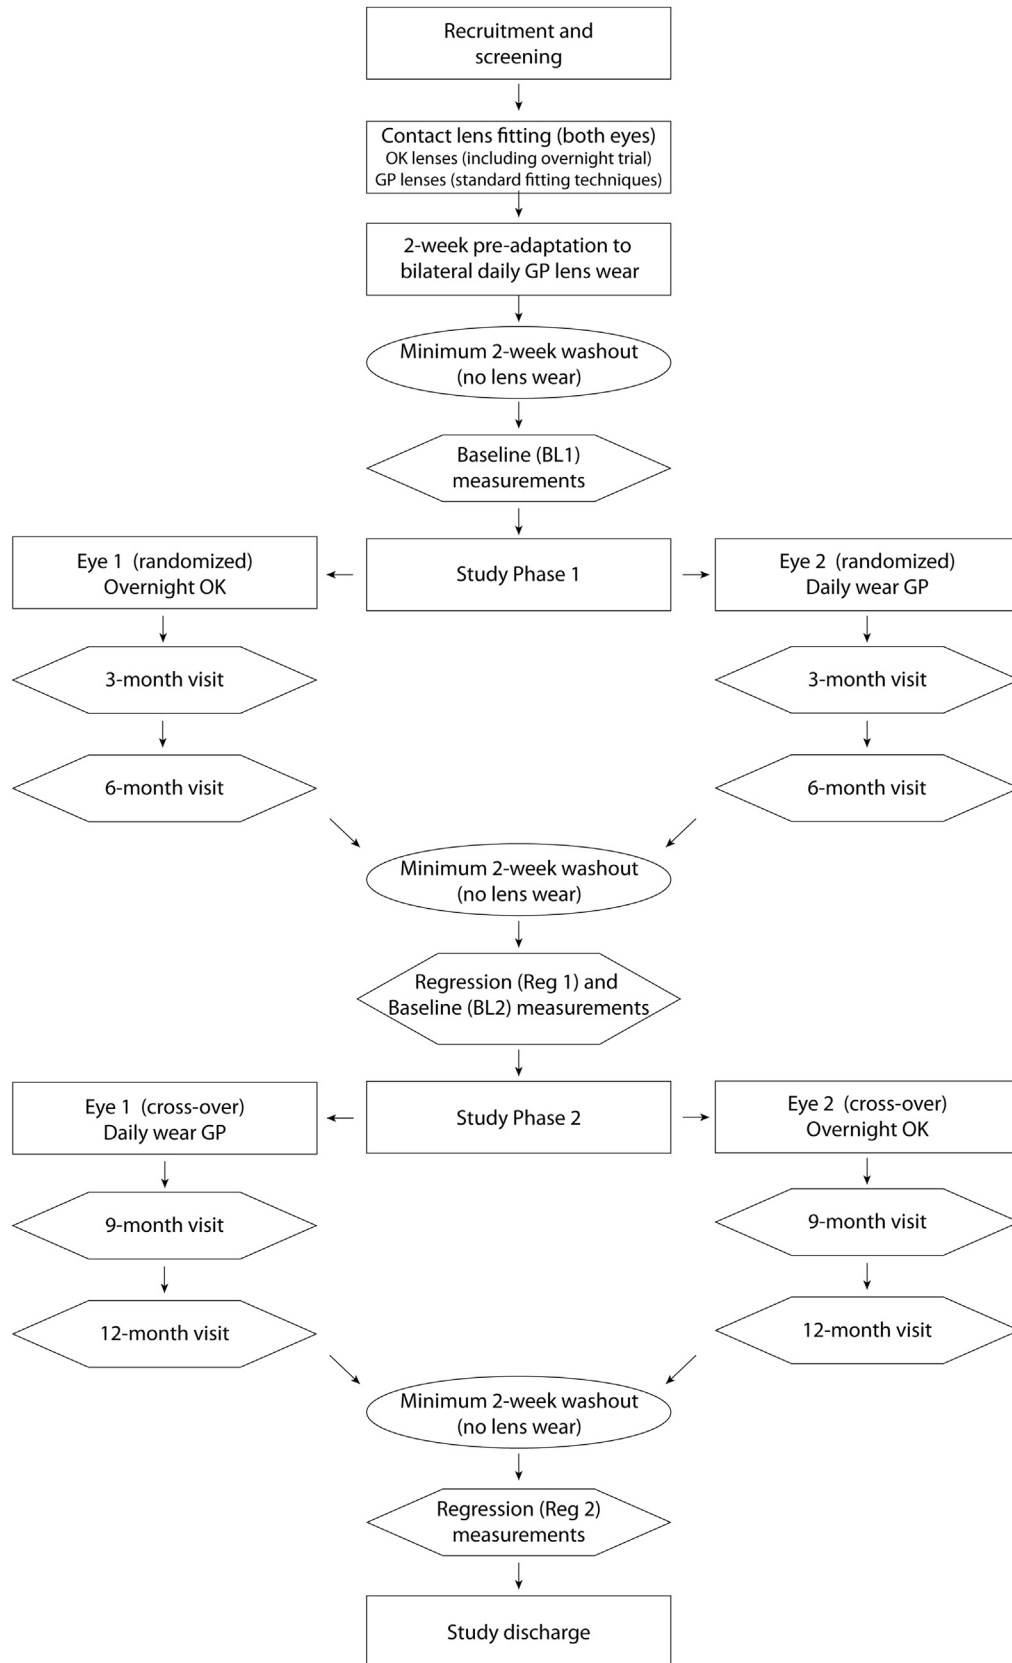 Recruitment and
screening
Contact lens fitting (both eyes)
OK lenses (including overnight trial)
GP lenses (standard fitting techniques)
2-week pre-adaptation to
bilateral daily GP lens wear
Minimum 2-week washout
(no lens wear)
Baseline (BL1)
measurements
Eye 1 (randomized)
Overnight OK
Study Phase 1
Eye 2 (randomized)
Daily wear GP
3-month visit
3-month visit
6-month visit
6-month visit
Minimum 2-week washout
(no lens wear)
Regression (Reg 1) and
Baseline (BL2) measurements
Eye 1 (cross-over)
Daily wear GP
Study Phase 2
Eye 2 (cross-over)
Overnight OK
9-month visit
9-month visit
12-month visit
12-month visit
Minimum 2-week washout
(no lens wear)
Regression (Reg 2)
measurements
Study discharge